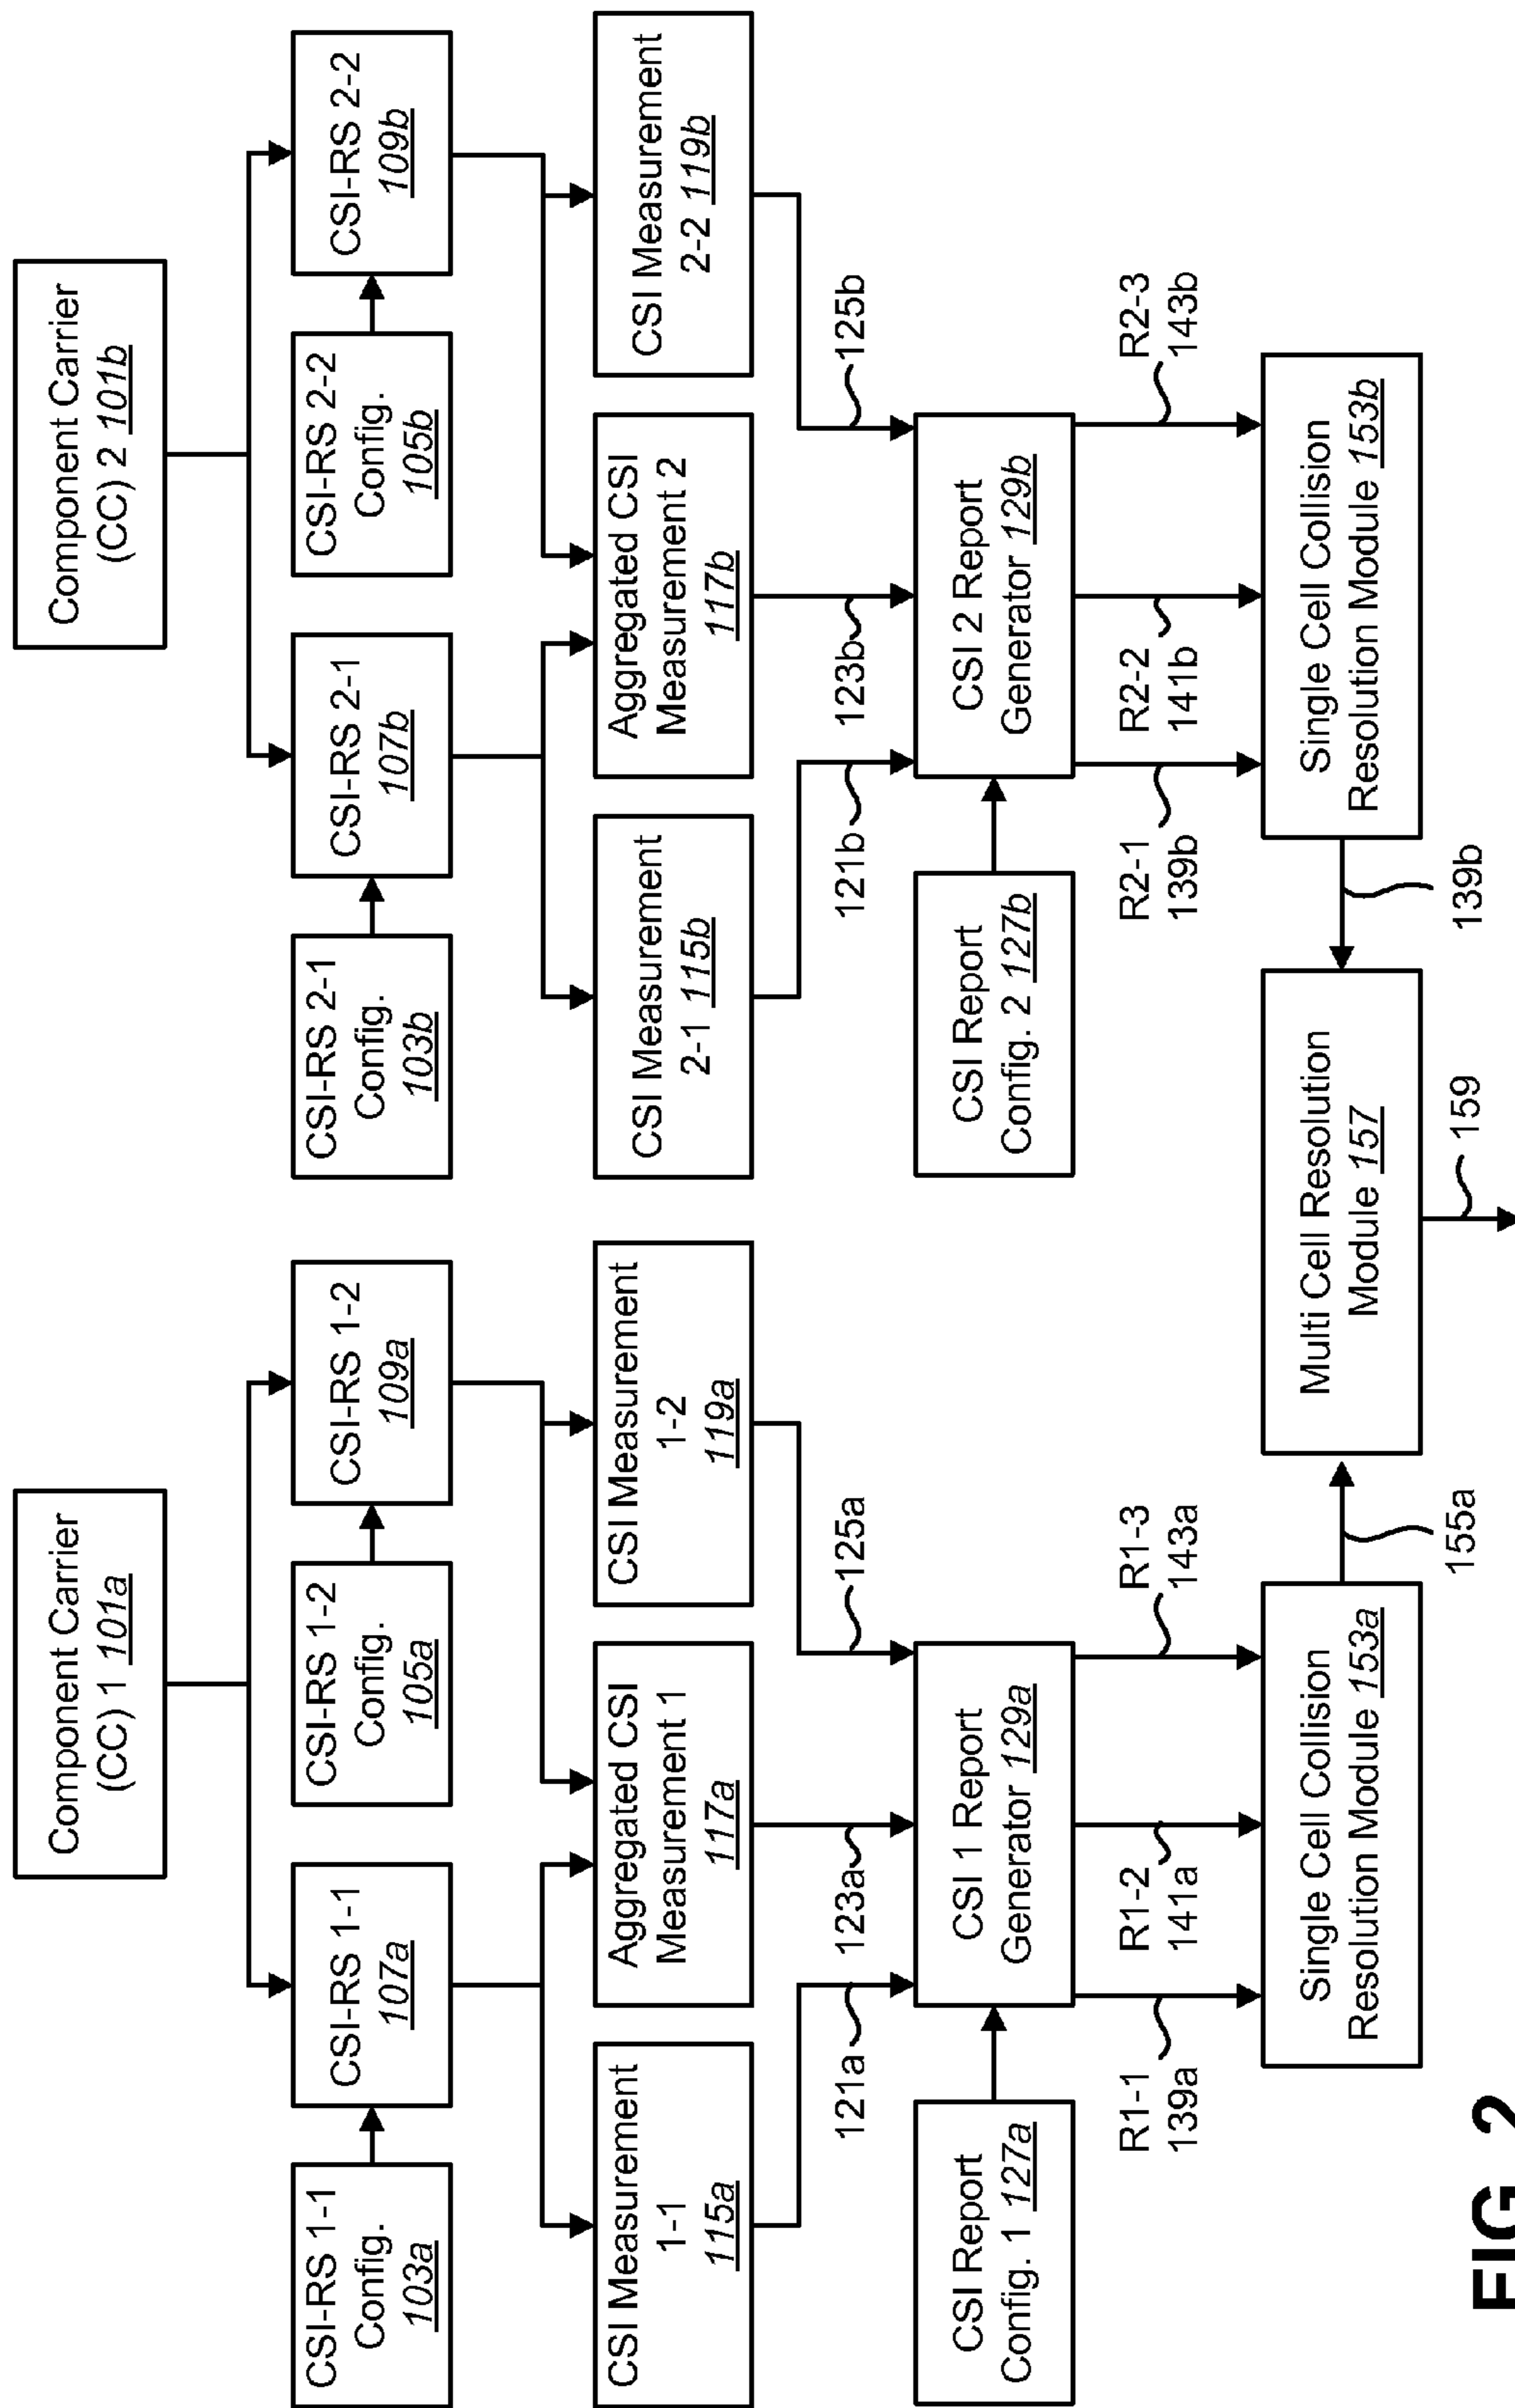 Component Carrier
(CC) 1 101a
Component Carrier
(CC) 2 101b
CSI-RS 1-1
Config.
103a
CSI-RS 1-1
107a
CSI-RS 1-2
Config.
105a
CSI-RS 1-2
109a
CSI-RS 2-1
Config.
103b
CSI-RS 2-1
107b
CSI-RS 2-2
Config.
105b
CSI-RS 2-2
109b
CSI Measurement
1-1
115a
Aggregated CSI
Measurement 1
117a
CSI Measurement
1-2
119a
CSI Measurement
2-1 115b
Aggregated CSI
Measurement 2
117b
CSI Measurement
2-2 119b
121a
123a
125a
121b
123b
125b
CSI Report
Config. 1 127a
CSI 1 Report
Generator 129a
CSI Report
Config. 2 127b
CSI 2 Report
Generator 129b
R1-1
139a
R1-2
141a
R1-3
143a
R2-1
139b
R2-2
141b
R2-3
143b
Single Cell Collision
Resolution Module 153a
Multi Cell Resolution
Module 157
Single Cell Collision
Resolution Module 153b
155a
159
139b
FIG. 2